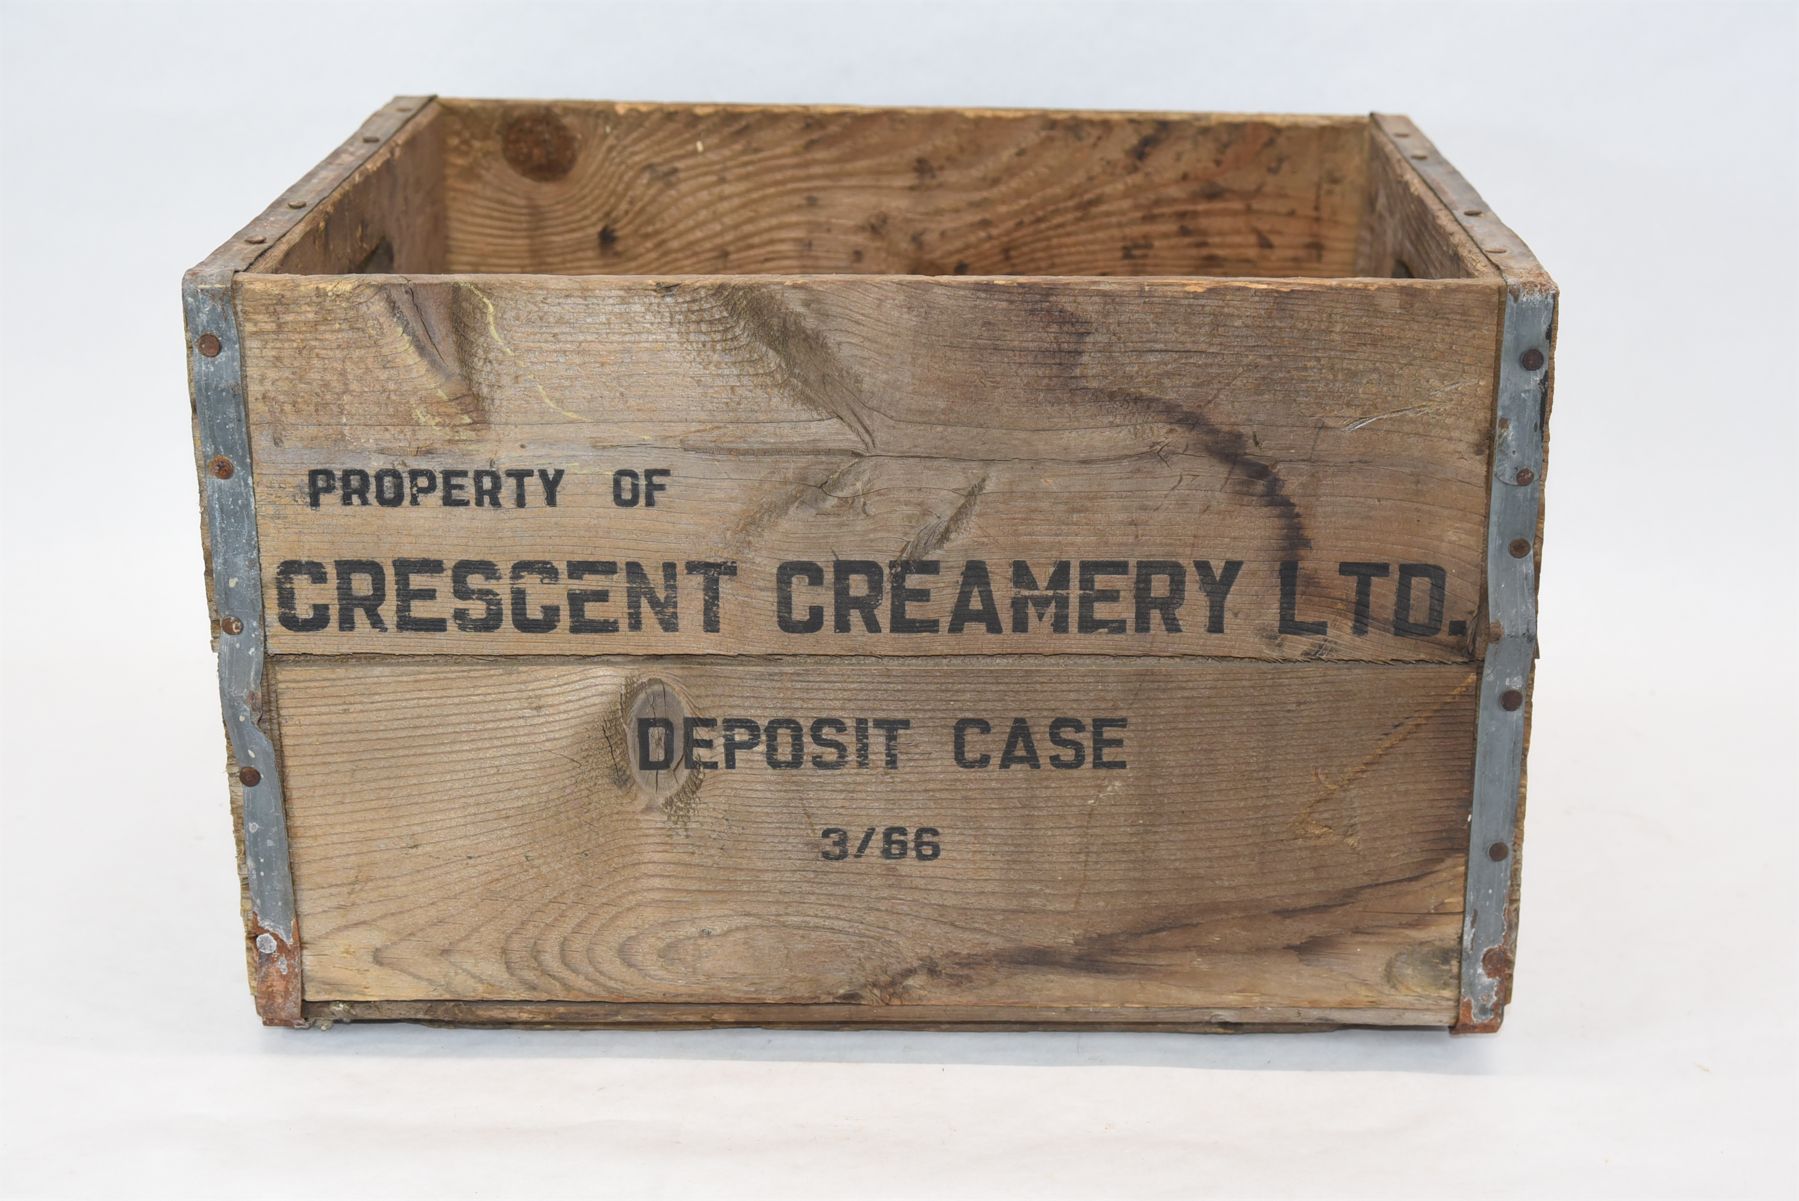 PROPERTY OF
CRESCENT CREAMERY LTD.
DEPOSIT CASE
3/66